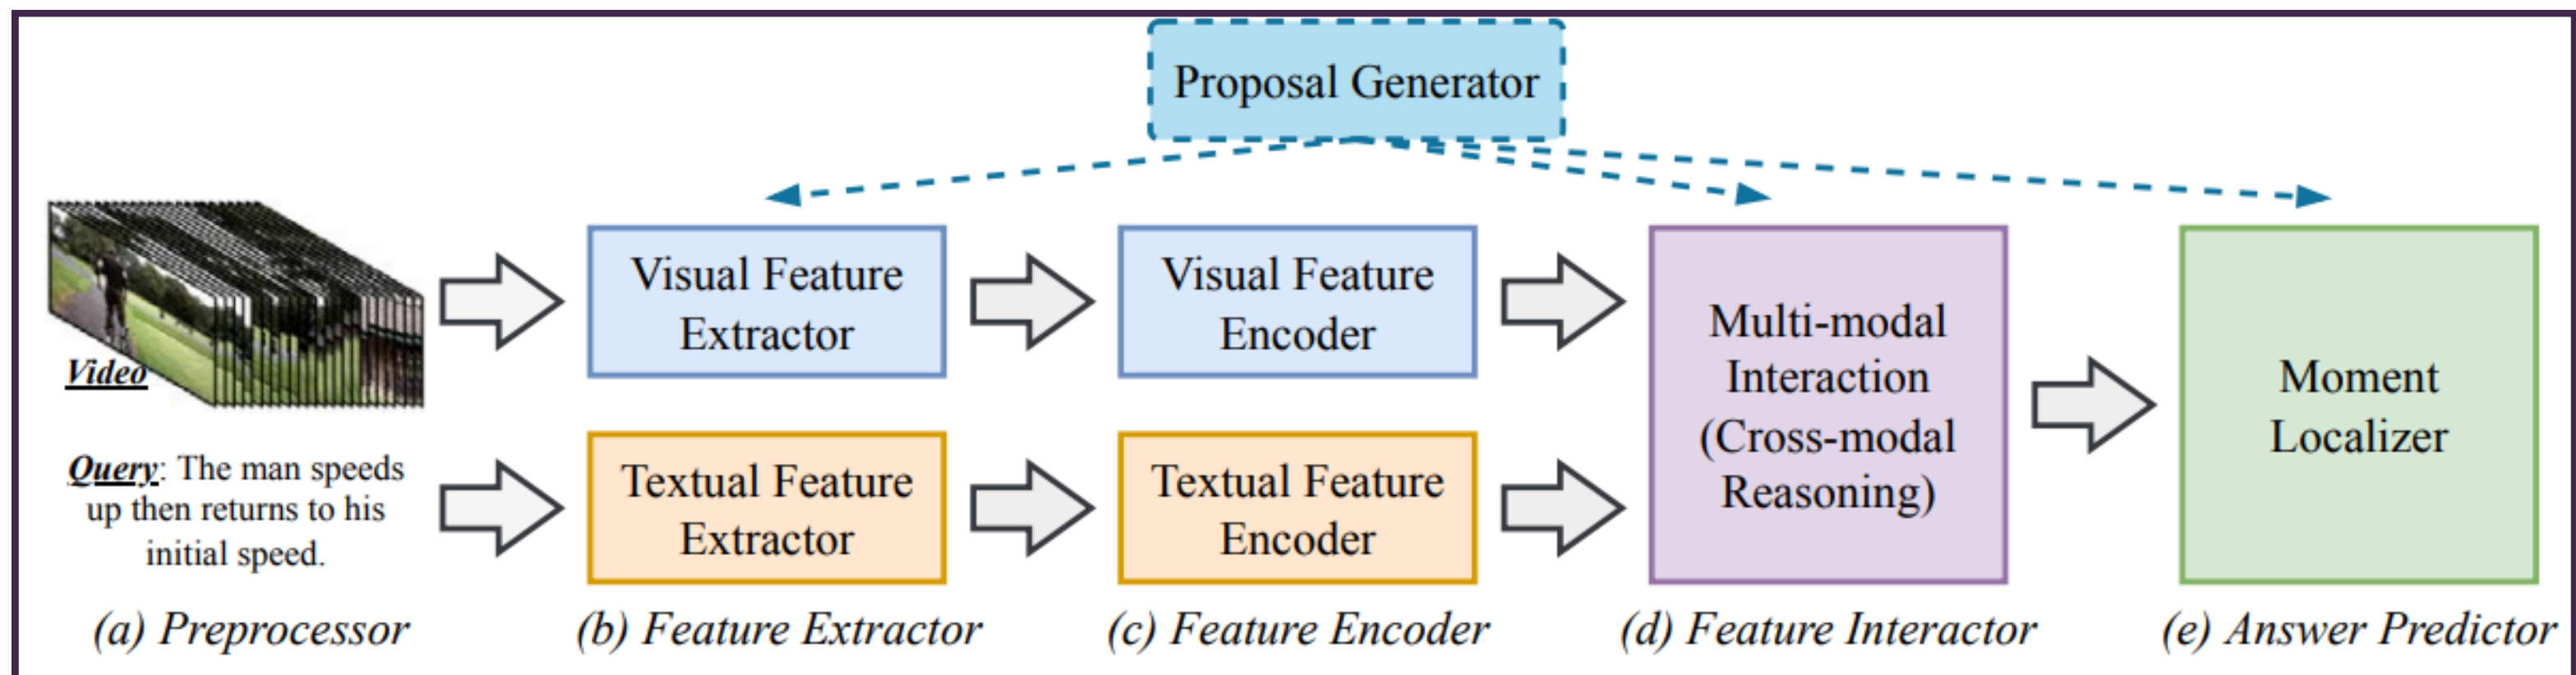 Proposal Generator
Video
Query: The man speeds
up then returns to his
initial speed.
Visual Feature
Extractor
Textual Feature
Extractor
Visual Feature
Encoder
Textual Feature
Encoder
Multi-modal
Interaction
(Cross-modal
Reasoning)
Moment
Localizer
(a) Preprocessor
(b) Feature Extractor
(c) Feature Encoder
(d) Feature Interactor
(e) Answer Predictor